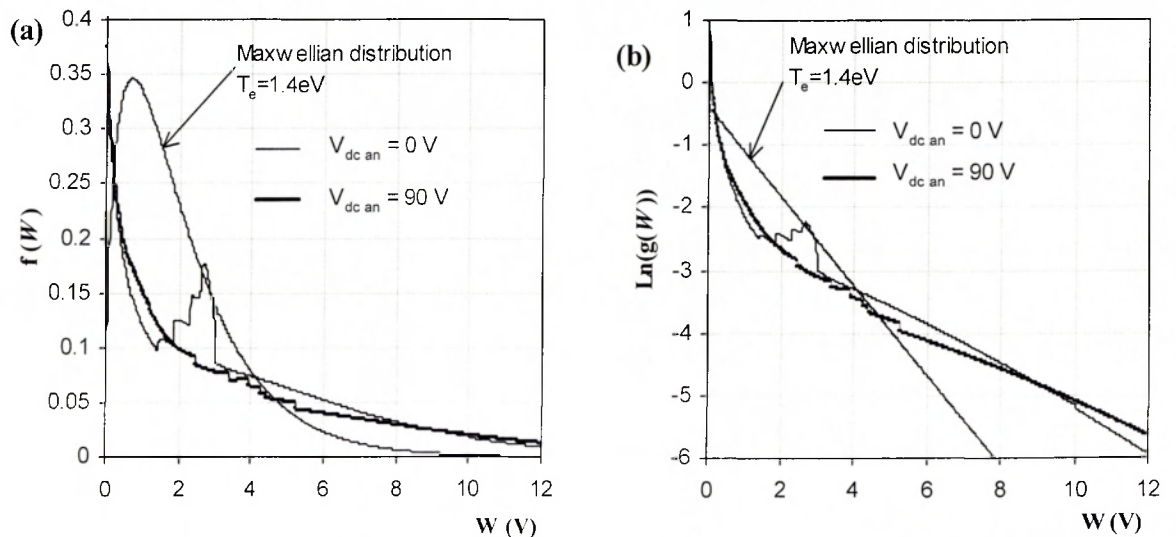 (a)
0.4
0.35
0.3
0.25
0.2
0.15
0.1
0.05
0
f (W)
Maxwellian distribution
Te=1.4eV
Vdc an = 0 V
Vdc an = 90 V
0 2 4 6 8 10 12
W (V)
(b)
1
0
-1
-2
-3
-4
-5
-6
Ln(g(W))
Maxwellian distribution
Te=1.4eV
Vdc an = 0 V
Vdc an = 90 V
0 2 4 6 8 10 12
W (V)